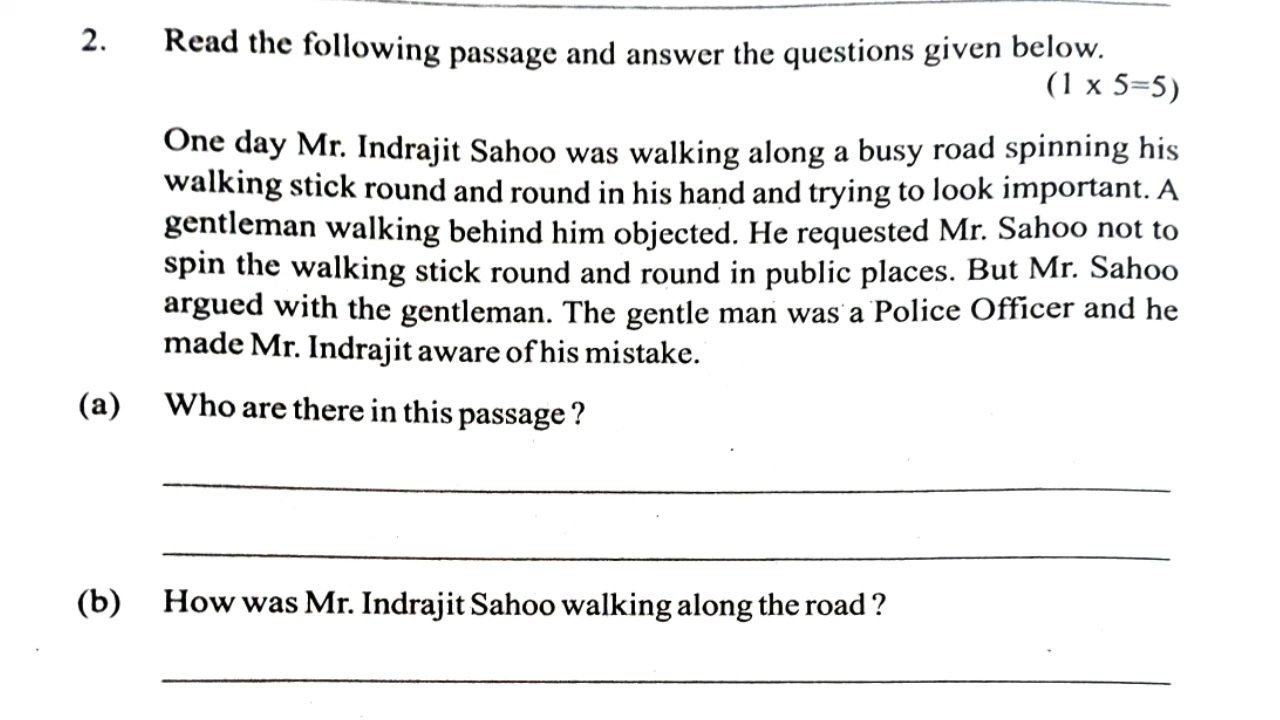 2. Read the following passage and answer the questions given below.
(1 x 5=5)
One day Mr. Indrajit Sahoo was walking along a busy road spinning his
walking stick round and round in his hand and trying to look important. A
gentleman walking behind him objected. He requested Mr. Sahoo not to
spin the walking stick round and round in public places. But Mr. Sahoo
argued with the gentleman. The gentle man was a Police Officer and he
made Mr. Indrajit aware of his mistake.
(a) Who are there in this passage ?
(b) How was Mr. Indrajit Sahoo walking along the road ?